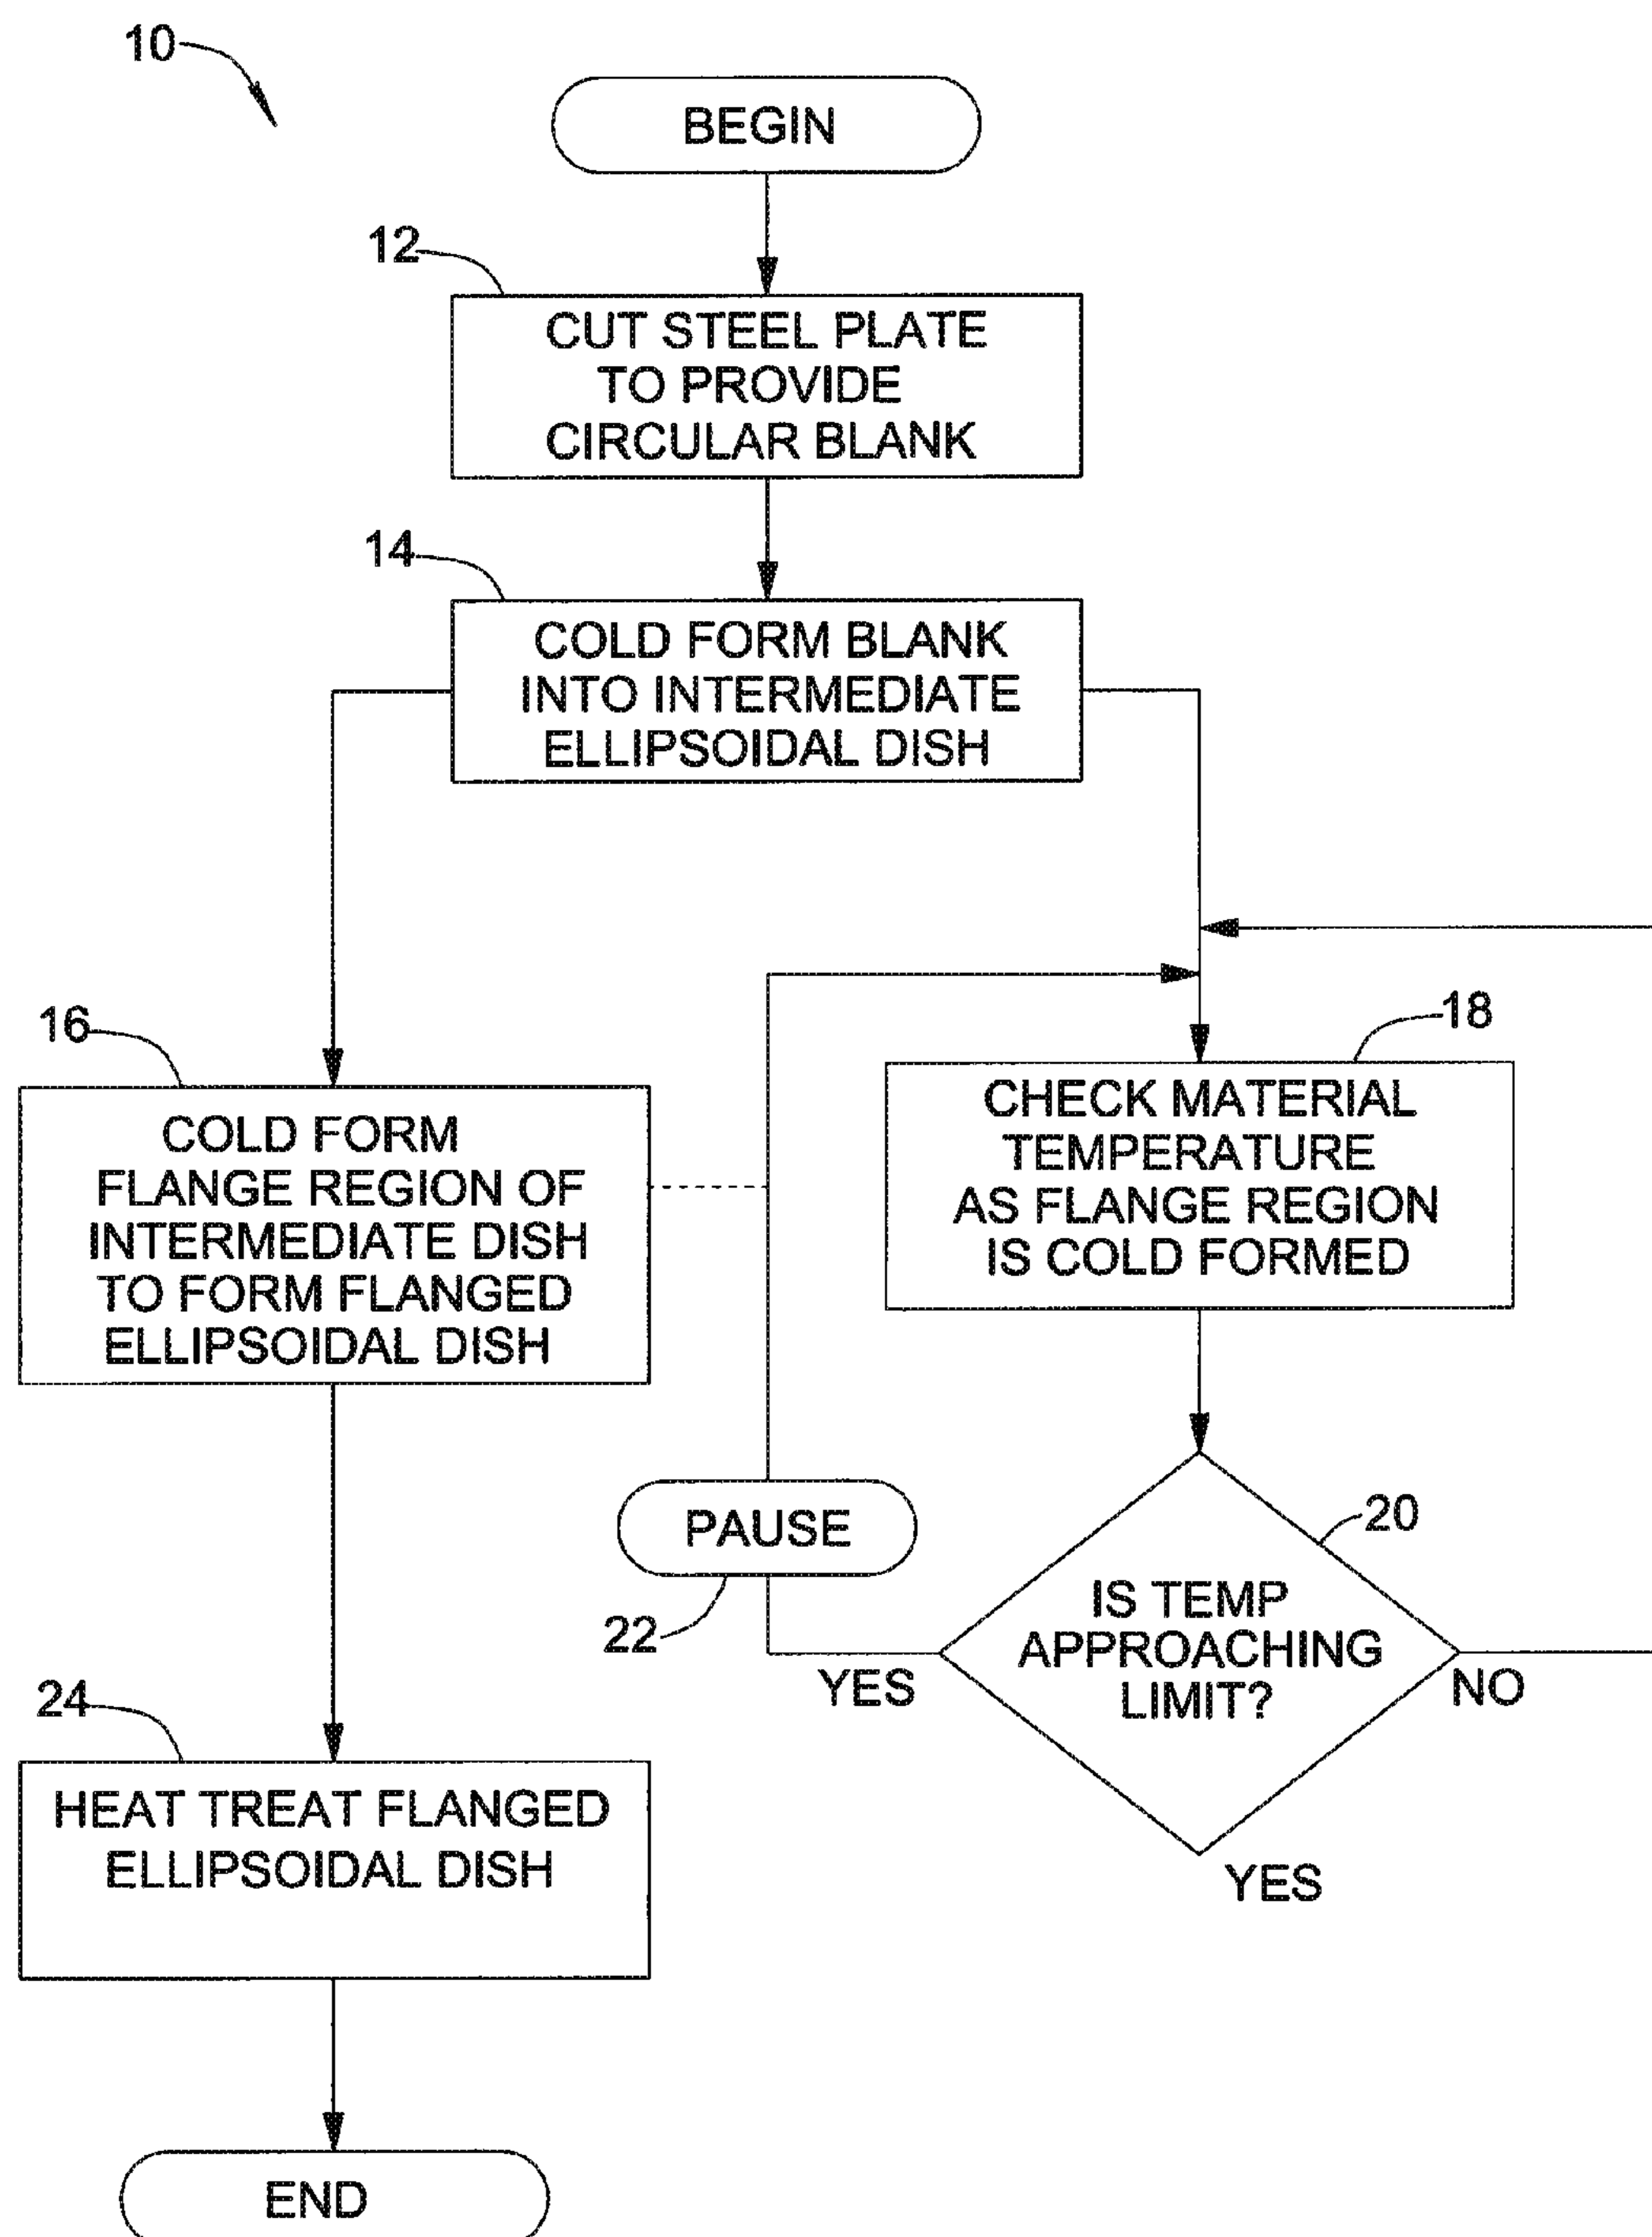 10
BEGIN
12
CUT STEEL PLATE
TO PROVIDE
CIRCULAR BLANK
14
COLD FORM BLANK
INTO INTERMEDIATE
ELLIPSOIDAL DISH
16
COLD FORM
FLANGE REGION OF
INTERMEDIATE DISH
TO FORM FLANGED
ELLIPSOIDAL DISH
18
CHECK MATERIAL
TEMPERATURE
AS FLANGE REGION
IS COLD FORMED
20
IS TEMP
APPROACHING
LIMIT?
YES
NO
YES
PAUSE
22
24
HEAT TREAT FLANGED
ELLIPSOIDAL DISH
END